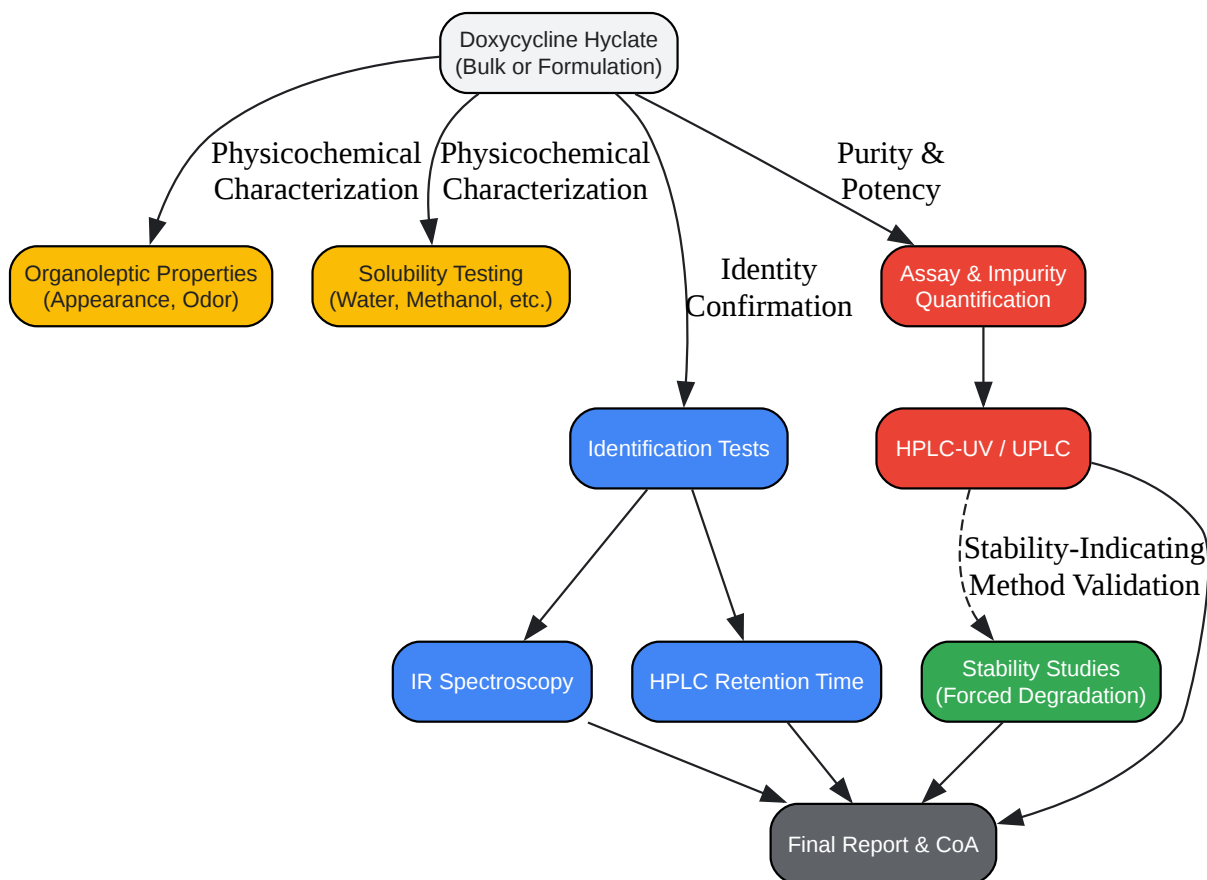 Doxycycline Hyclate
(Bulk or Formulation)
Physicochemical
Characterization
Physicochemical
Characterization
Purity &
Potency
Organoleptic Properties
(Appearance, Odor)
Solubility Testing
(Water, Methanol, etc.)
Identity
Confirmation
Assay & Impurity
Quantification
Identification Tests
HPLC-UV / UPLC
Stability-Indicating
Method Validation
IR Spectroscopy
HPLC Retention Time
Stability Studies
(Forced Degradation)
Final Report & CoA